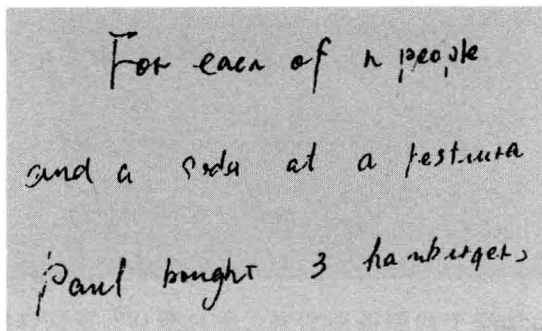 For each of n people
and a soda at a restaura
Paul bought 3 hamburgers,